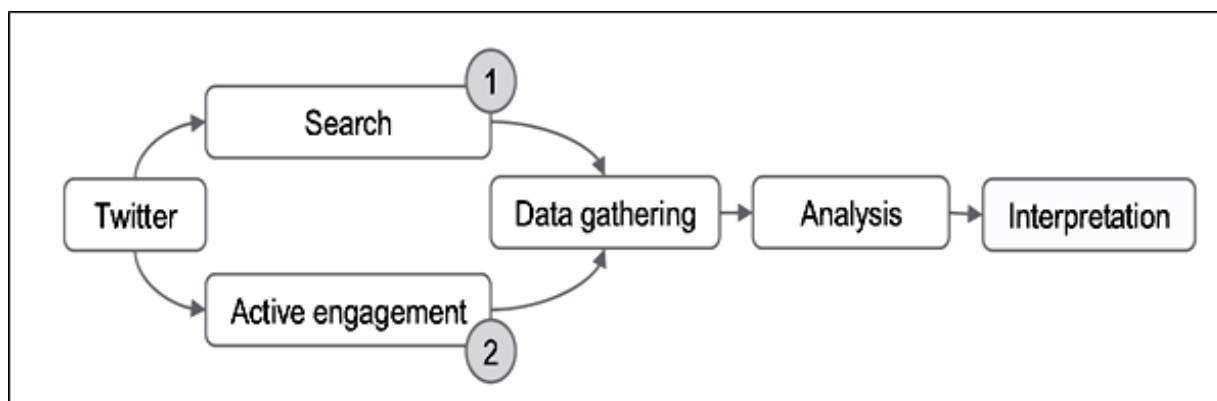 1
Search
Twitter
Data gathering
Analysis
Interpretation
Active engagement
2